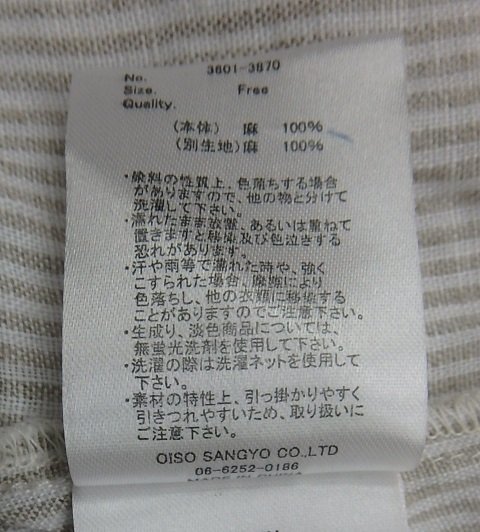 No. 3601-3870
Size. Free
Quality.
(本体) 麻 100%
(別生地)麻 100%
・染料の性質上、色落ちする場合
がありますので、他の物と分けて
洗濯して下さい。
・濡れたまま放置、あるいは重ねて
置きますと移染及び色泣きする
恐れがあります。
・汗や雨等で濡れた時や、強く
こすられた場合、摩擦により
色落ちし、他の衣類に移染する
ことがありますのでご注意下さい。
・生成り、淡色商品については、
無蛍光洗剤を使用して下さい。
・洗濯の際は洗濯ネットを使用して
下さい。
・素材の特性上、引っ掛かりやすく
引きつれやすいため、取り扱いに
ご注意下さい。
OISO SANGYO CO.,LTD
06-6252-0186
MADE IN CHINA